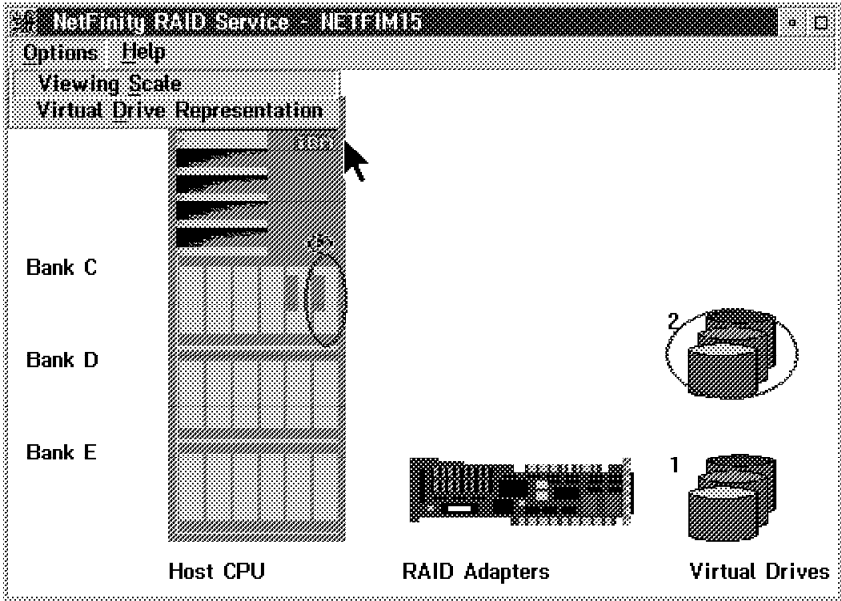 NetFinity RAID Service - NETFIM15
Options Help
Viewing Scale
Virtual Drive Representation
IBM
Bank C
2
Bank D
Bank E
1
Host CPU RAID Adapters Virtual Drives